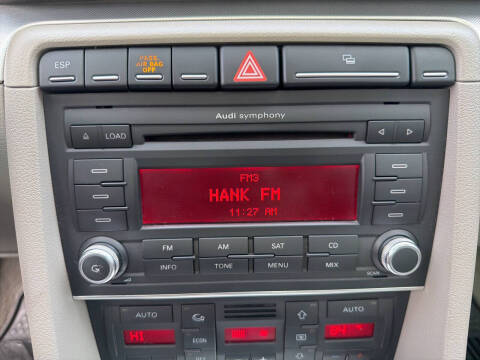 ESP
PASS
AIR BAG
OFF
Audi symphony
LOAD
FM3
HANK FM
11:27 AM
FM AM SAT CD
INFO TONE MENU MIX
SCAN
AUTO AUTO
ECON
HI
OFF